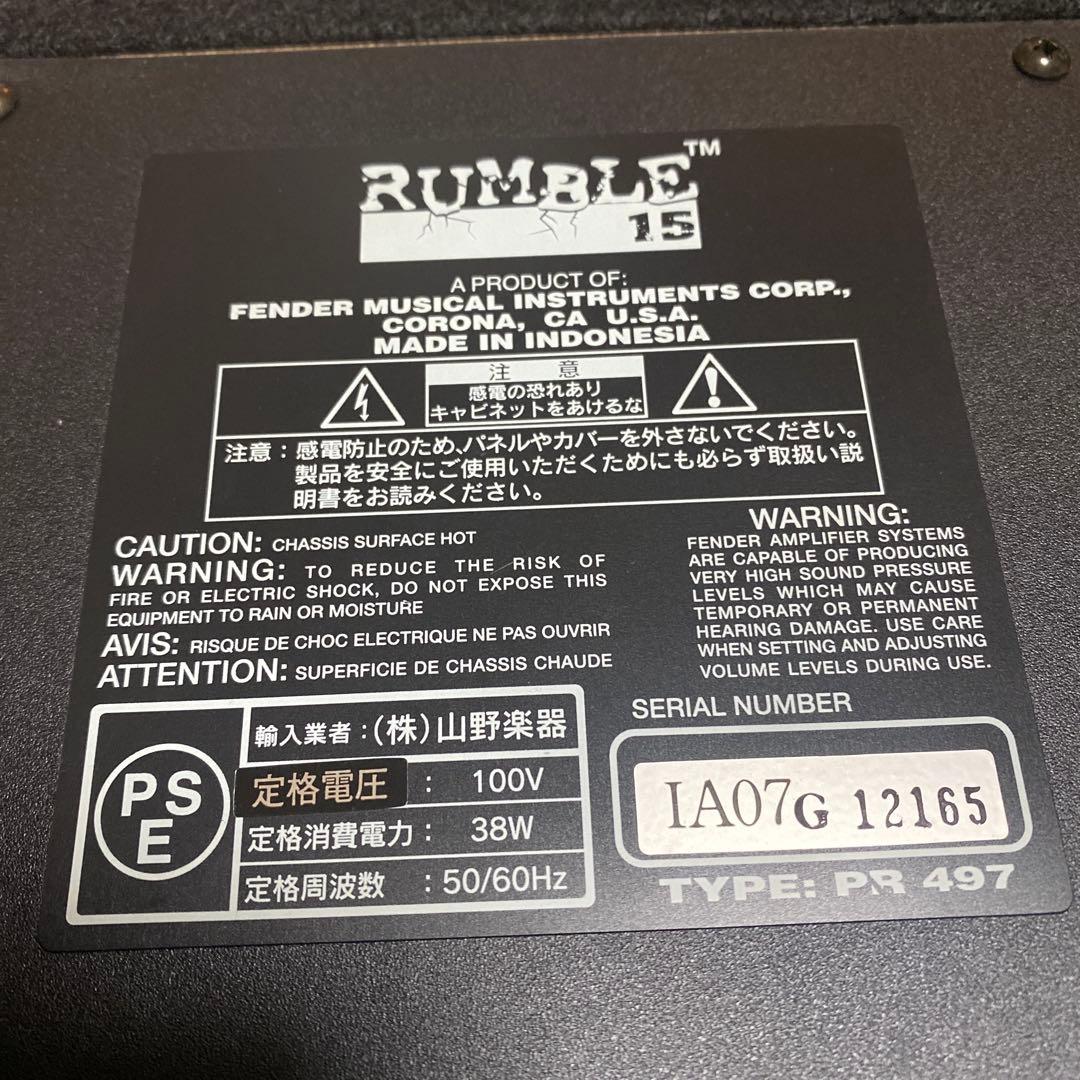 RUMBLE™
15
A PRODUCT OF:
FENDER MUSICAL INSTRUMENTS CORP.,
CORONA, CA U.S.A.
MADE IN INDONESIA
注 意
感電の恐れあり
キャビネットをあけるな
注意：感電防止のため、パネルやカバーを外さないでください。
製品を安全にご使用いただくためにも必らず取扱い説
明書をお読みください。
CAUTION: CHASSIS SURFACE HOT
WARNING: TO REDUCE THE RISK OF
FIRE OR ELECTRIC SHOCK, DO NOT EXPOSE THIS
EQUIPMENT TO RAIN OR MOISTURE
AVIS: RISQUE DE CHOC ELECTRIQUE NE PAS OUVRIR
ATTENTION: SUPERFICIE DE CHASSIS CHAUDE
WARNING:
FENDER AMPLIFIER SYSTEMS
ARE CAPABLE OF PRODUCING
VERY HIGH SOUND PRESSURE
LEVELS WHICH MAY CAUSE
TEMPORARY OR PERMANENT
HEARING DAMAGE. USE CARE
WHEN SETTING AND ADJUSTING
VOLUME LEVELS DURING USE.
PS
E
輸入業者：(株)山野楽器
定格電圧：100V
定格消費電力：38W
定格周波数：50/60Hz
SERIAL NUMBER
IA07G 12165
TYPE: PR 497